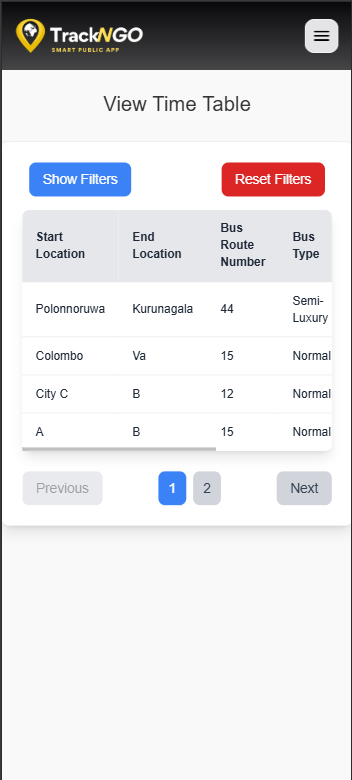 TrackNGO
SMART PUBLIC APP
View Time Table
Show Filters
Reset Filters
Start Location
End Location
Bus Route Number
Bus Type
Polonnoruwa
Kurunagala
44
Semi-Luxury
Colombo
Va
15
Normal
City C
B
12
Normal
A
B
15
Normal
Previous
1
2
Next